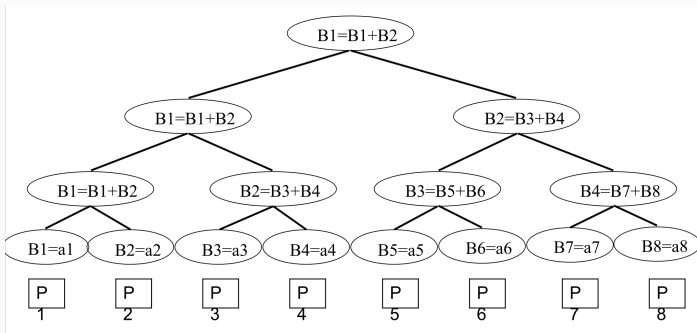 B1=B1+B2
B1=B1+B2
B2=B3+B4
B1=B1+B2
B2=B3+B4
B3=B5+B6
B4=B7+B8
B1=a1
B2=a2
B3=a3
B4=a4
B5=a5
B6=a6
B7=a7
B8=a8
P
1
P
2
P
3
P
4
P
5
P
6
P
7
P
8